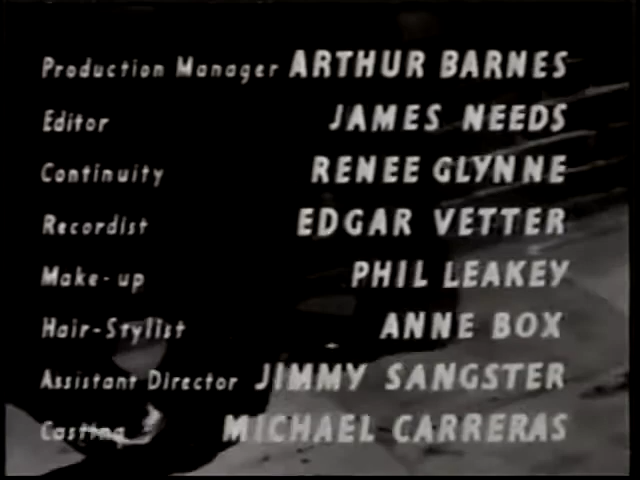 Production Manager ARTHUR BARNES
Editor JAMES NEEDS
Continuity RENEE GLYNNE
Recordist EDGAR VETTER
Make-up PHIL LEAKEY
Hair-Stylist ANNE BOX
Assistant Director JIMMY SANGSTER
Casting MICHAEL CARRERAS